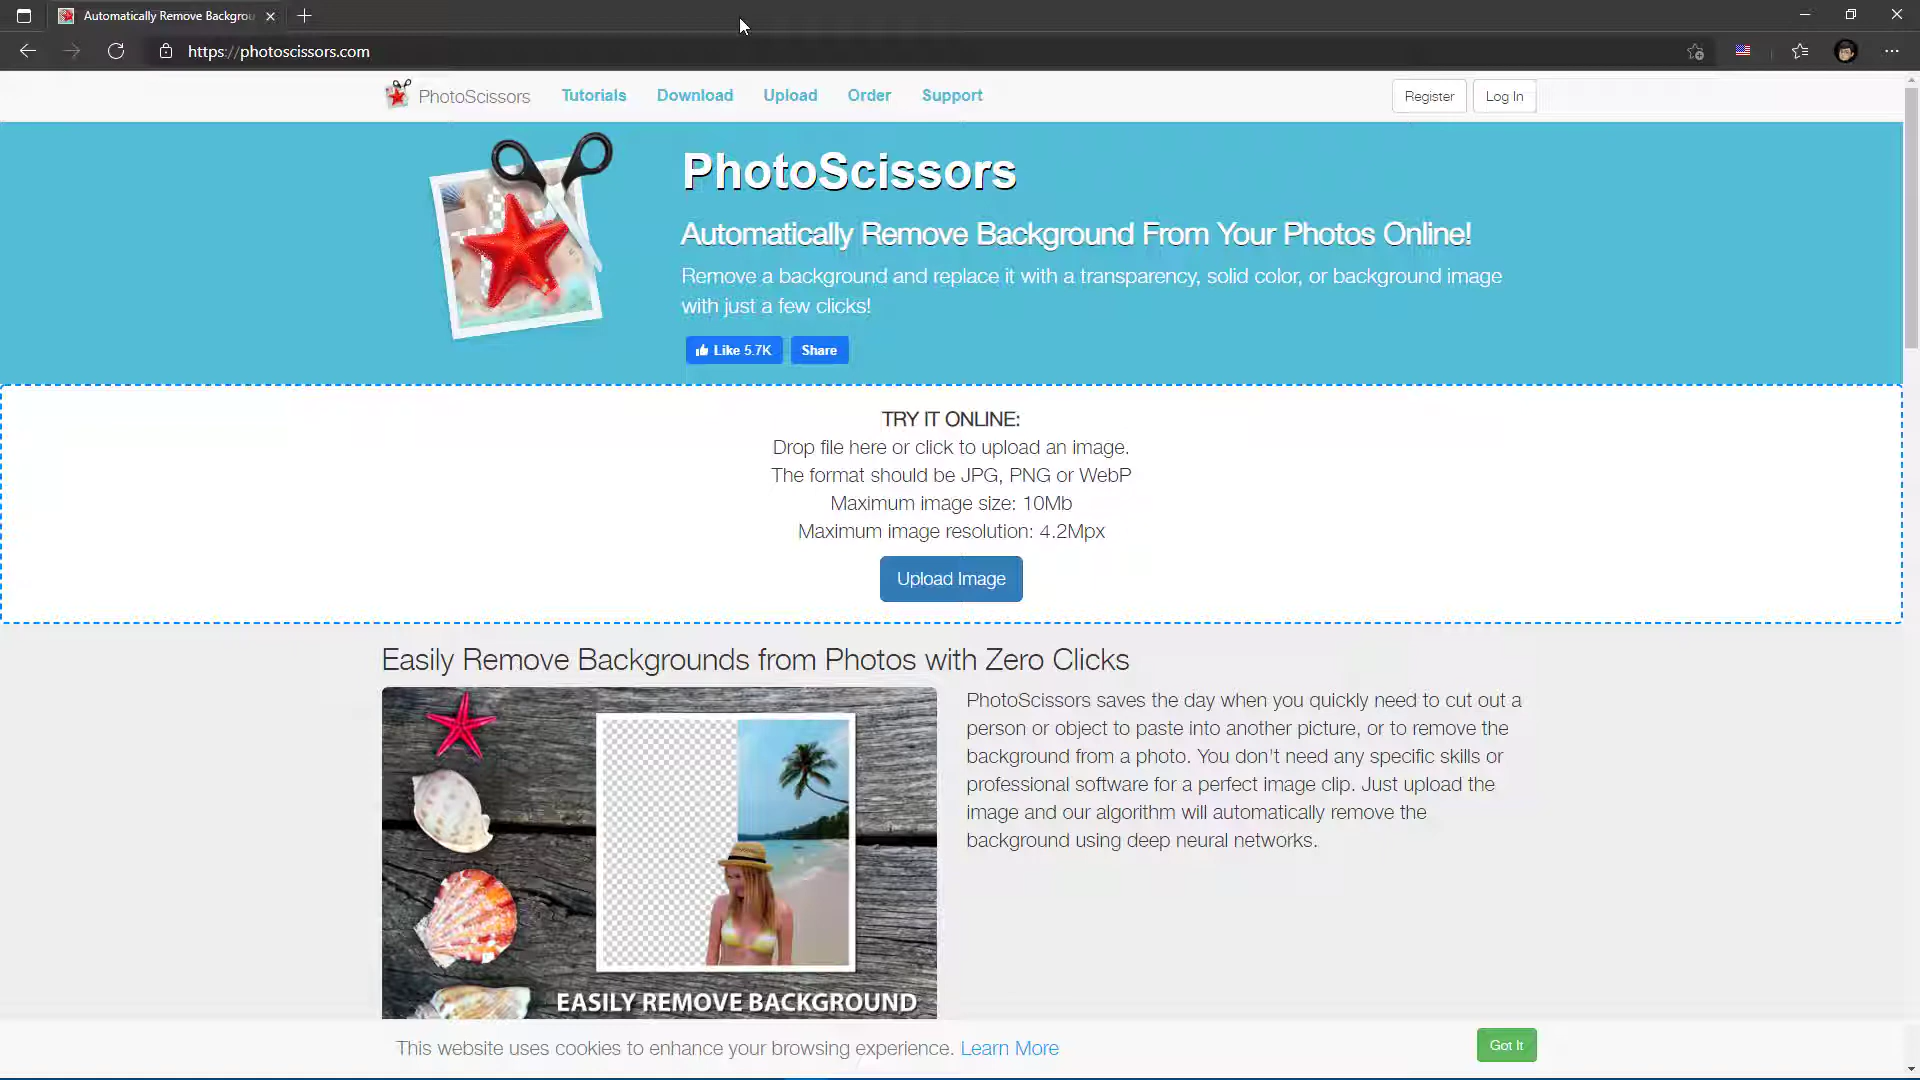 Automatically Remove Backgrou
https://photoscissors.com
PhotoScissors
Tutorials
Download
Upload
Order
Support
Register
Log In
PhotoScissors
Automatically Remove Background From Your Photos Online!
Remove a background and replace it with a transparency, solid color, or background image
with just a few clicks!
Like 5.7K
Share
TRY IT ONLINE:
Drop file here or click to upload an image.
The format should be JPG, PNG or WebP
Maximum image size: 10Mb
Maximum image resolution: 4.2Mpx
Upload Image
Easily Remove Backgrounds from Photos with Zero Clicks
PhotoScissors saves the day when you quickly need to cut out a
person or object to paste into another picture, or to remove the
background from a photo. You don't need any specific skills or
professional software for a perfect image clip. Just upload the
image and our algorithm will automatically remove the
background using deep neural networks.
EASILY REMOVE BACKGROUND
This website uses cookies to enhance your browsing experience. Learn More
Got It